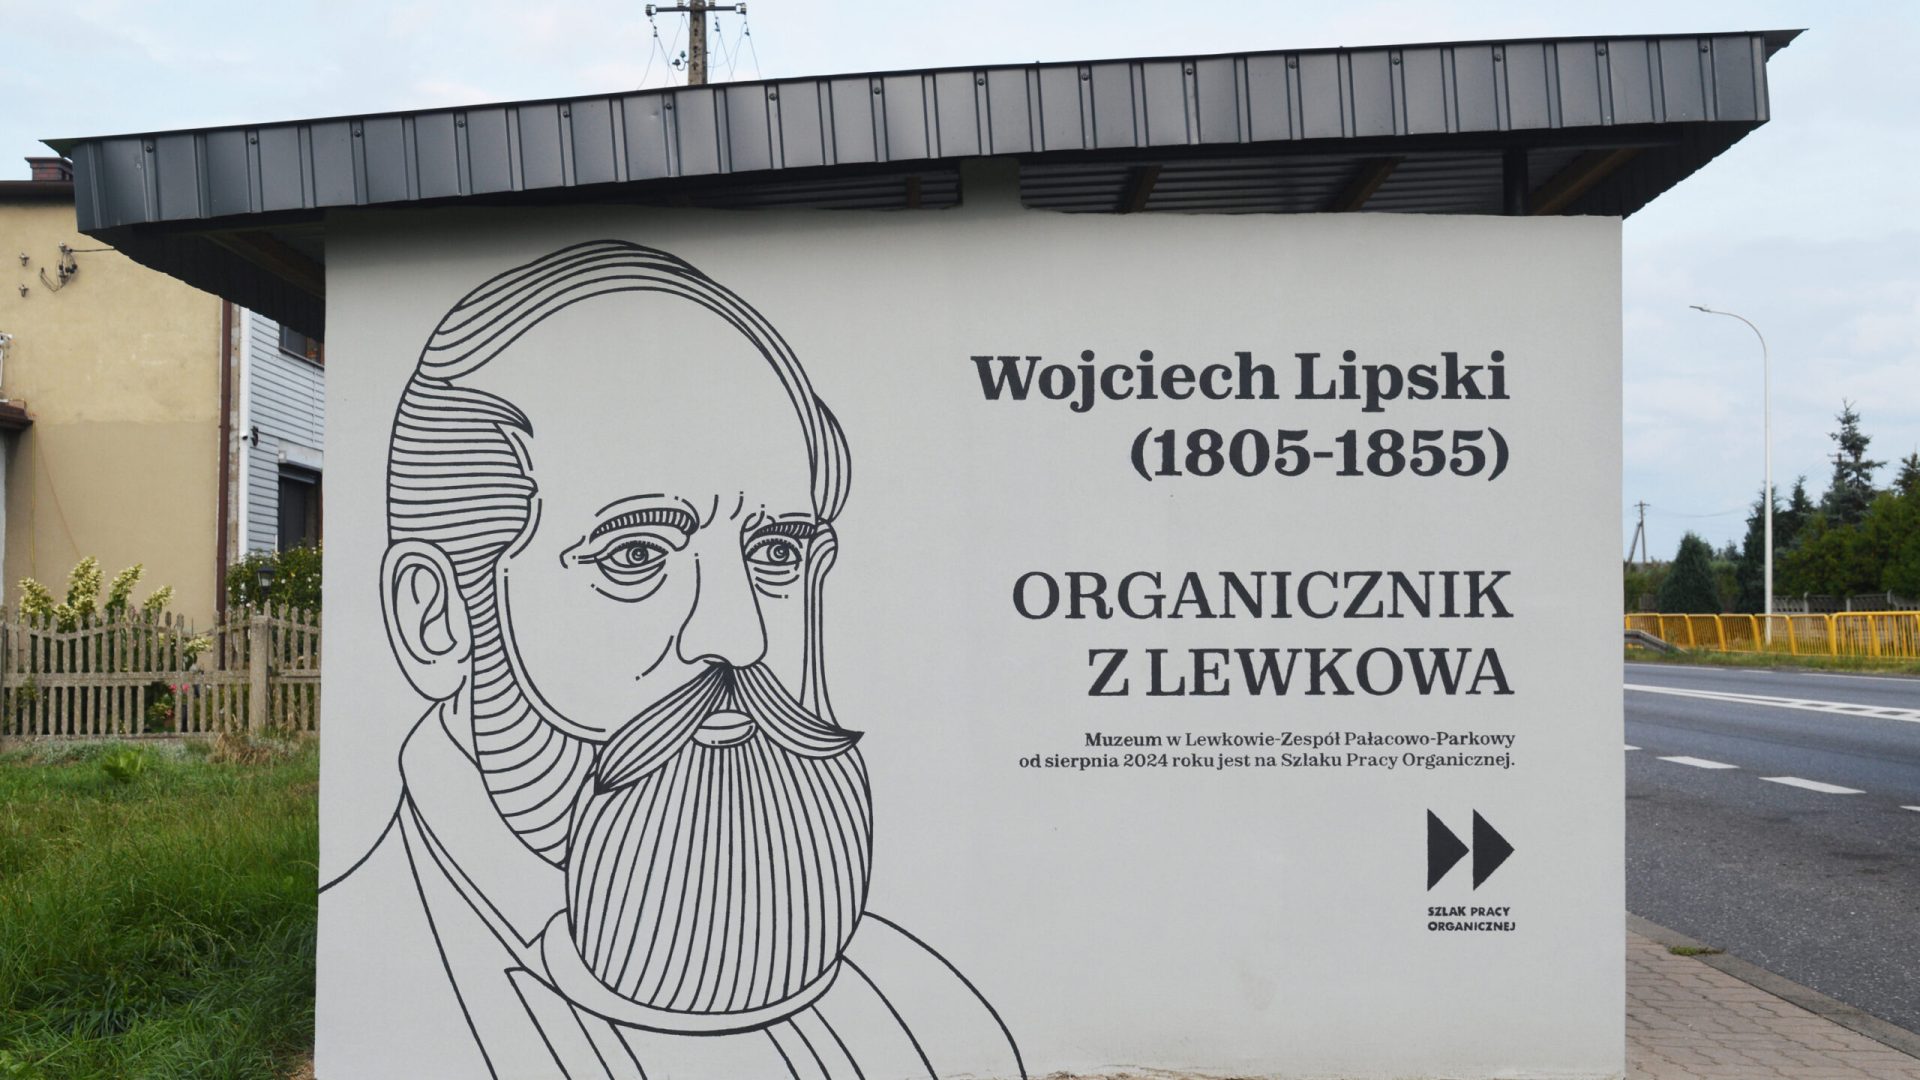 Wojciech Lipski
(1805-1855)
ORGANICZNIK
Z LEWKOWA
Muzeum w Lewkowie-Zespół Pałacowo-Parkowy
od sierpnia 2024 roku jest na Szlaku Pracy Organicznej.
SZLAK PRACY
ORGANICZNEJ